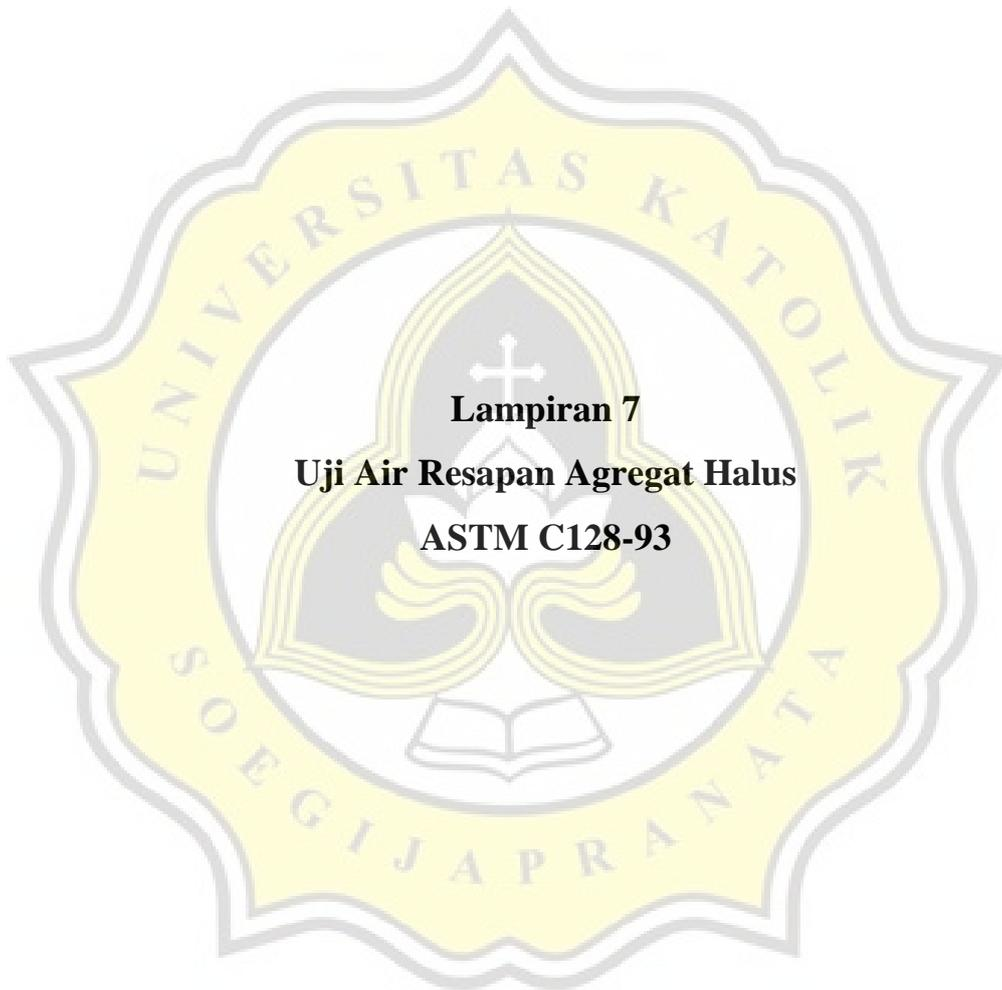 UNIVERSITAS KATOLIK
Lampiran 7
Uji Air Resapan Agregat Halus
ASTM C128-93
SOEGIJAPRANATA